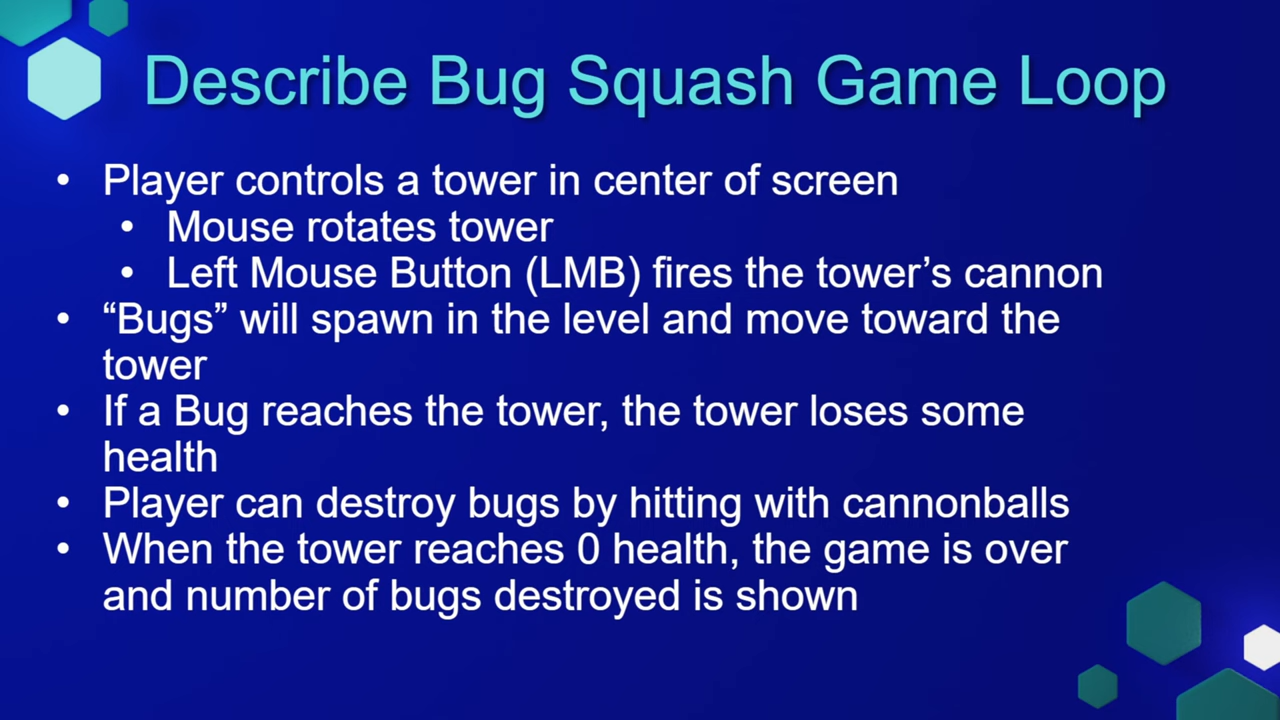 Describe Bug Squash Game Loop
• Player controls a tower in center of screen
• Mouse rotates tower
• Left Mouse Button (LMB) fires the tower’s cannon
• “Bugs” will spawn in the level and move toward the
tower
• If a Bug reaches the tower, the tower loses some
health
• Player can destroy bugs by hitting with cannonballs
• When the tower reaches 0 health, the game is over
and number of bugs destroyed is shown